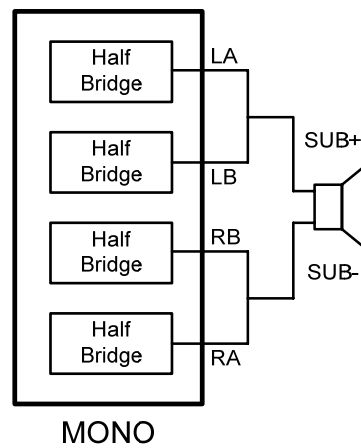 Half
Bridge
LA
Half
Bridge
LB
SUB+
Half
Bridge
RB
SUB-
Half
Bridge
RA
MONO